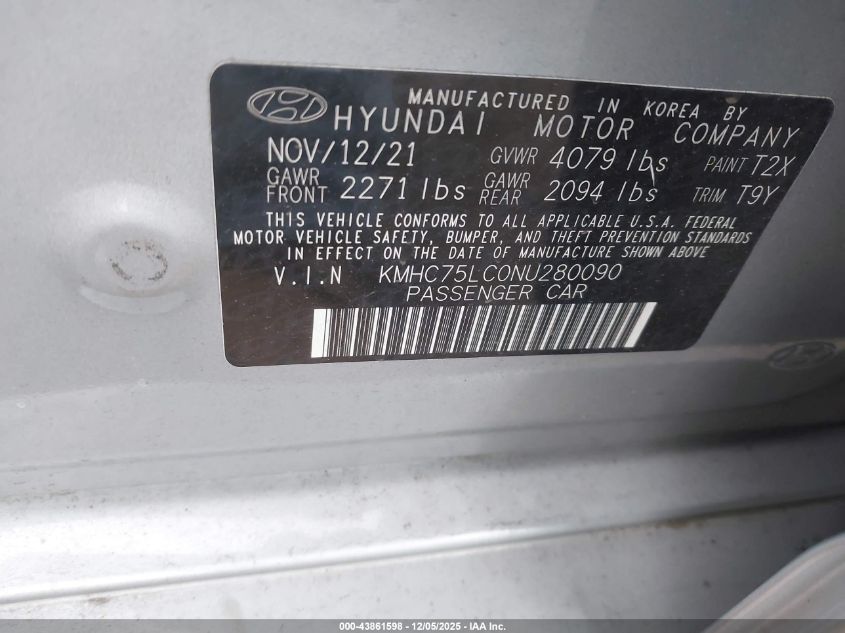 MANUFACTURED IN KOREA BY
HYUNDAI MOTOR COMPANY
NOV/12/21 GVWR 4079 lbs PAINT T2X
GAWR FRONT 2271 lbs GAWR REAR 2094 lbs TRIM T9Y
THIS VEHICLE CONFORMS TO ALL APPLICABLE U.S.A. FEDERAL
MOTOR VEHICLE SAFETY, BUMPER, AND THEFT PREVENTION STANDARDS
IN EFFECT ON THE DATE OF MANUFACTURE SHOWN ABOVE
V.I.N KMHC75LC0NU280090
PASSENGER CAR
000-43861598 - 12/05/2025 - IAA Inc.